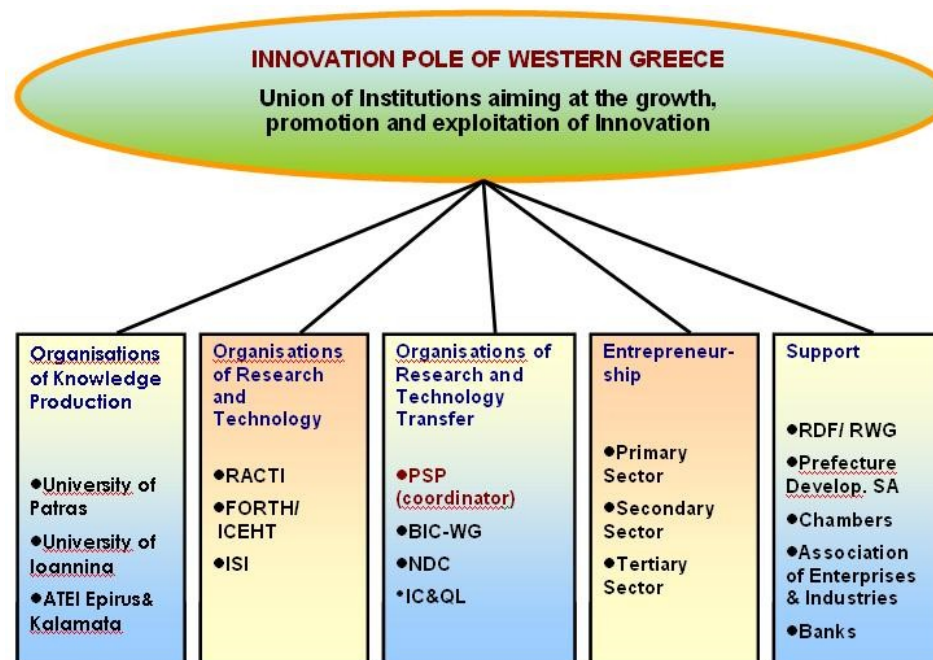 INNOVATION POLE OF WESTERN GREECE
Union of Institutions aiming at the growth,
promotion and exploitation of Innovation
Organisations
of Knowledge
Production
●University of
Patras
●University of
Ioannina
●ATEI Epirus&
Kalamata
Organisations
of Research
and
Technology
●RACTI
●FORTH/
ICEHT
●ISI
Organisations of
Research and
Technology
Transfer
●PSP
(coordinator)
●BIC-WG
●NDC
•IC&QL
Entrepreneur-
ship
●Primary
Sector
●Secondary
Sector
●Tertiary
Sector
Support
●RDF/ RWG
●Prefecture
Develop. SA
●Chambers
●Association
of Enterprises
& Industries
●Banks